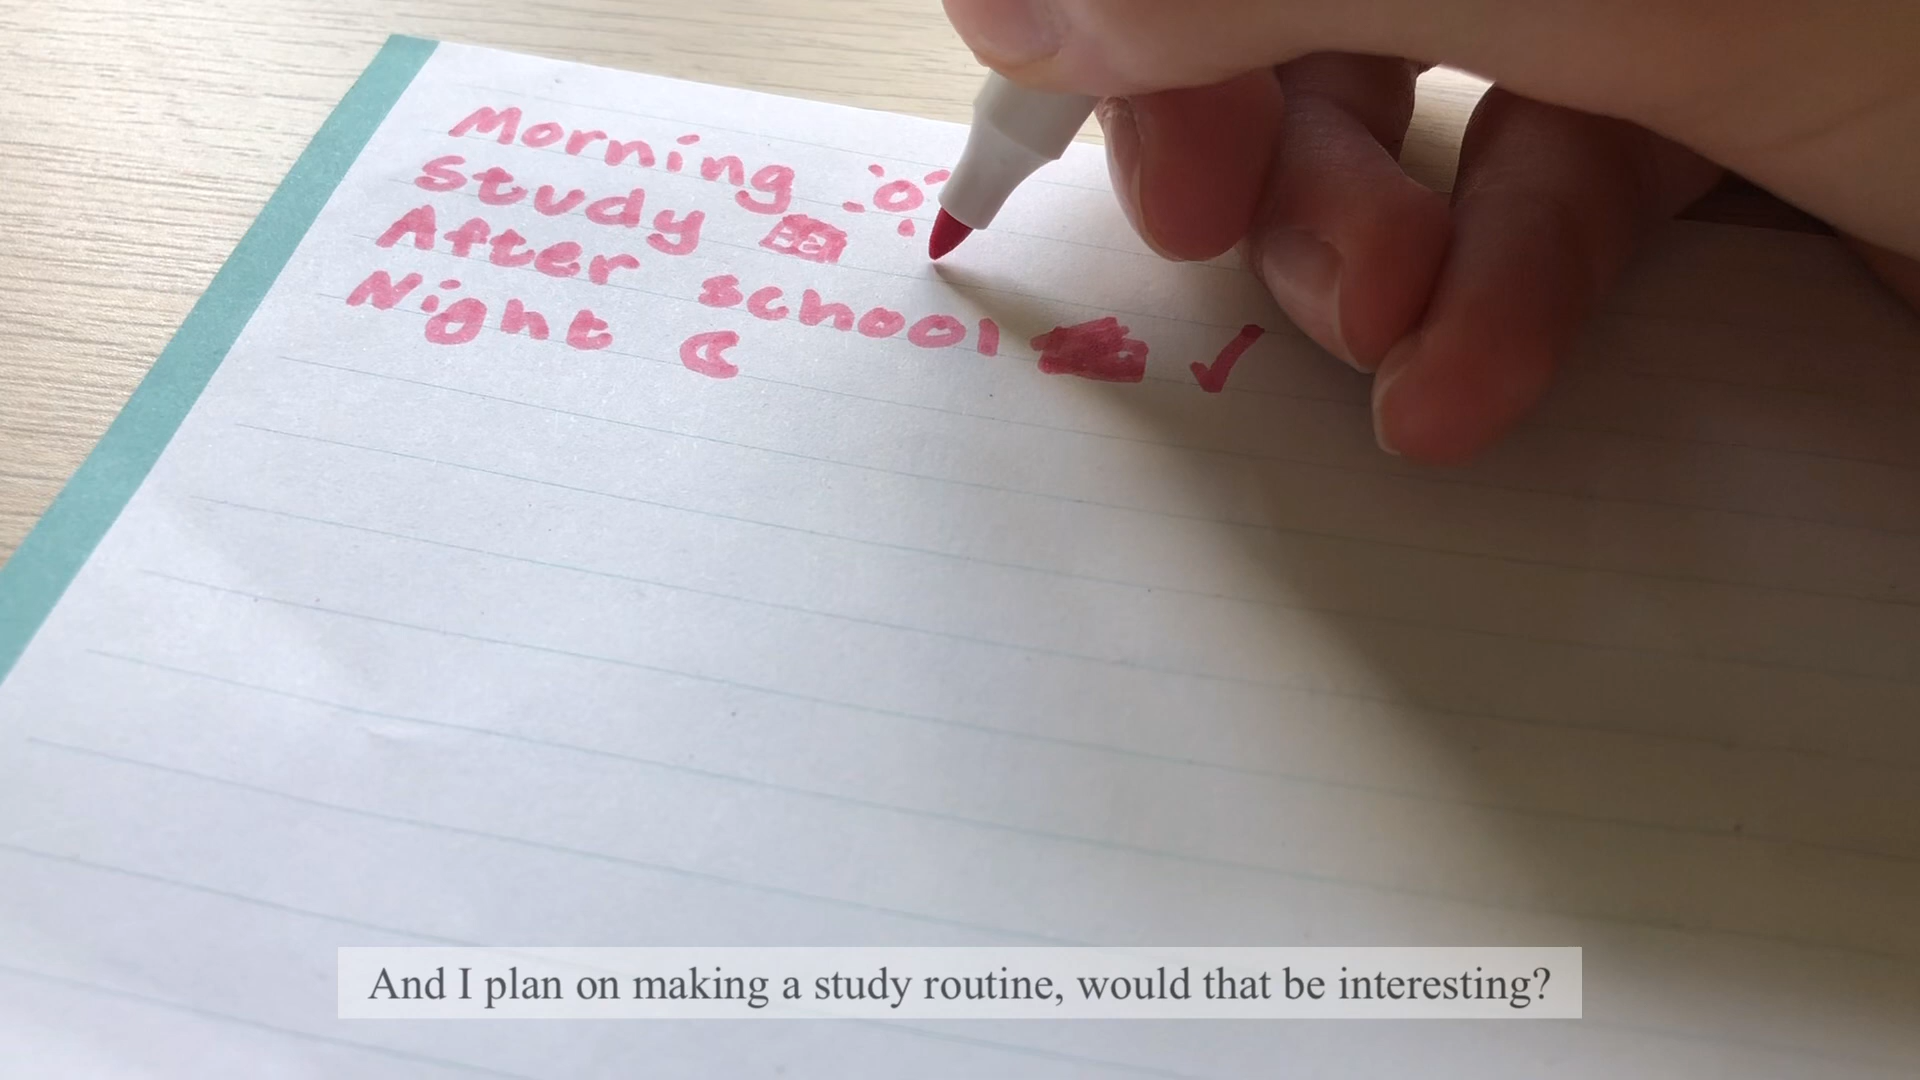 Morning
Study
After school
Night
And I plan on making a study routine, would that be interesting?